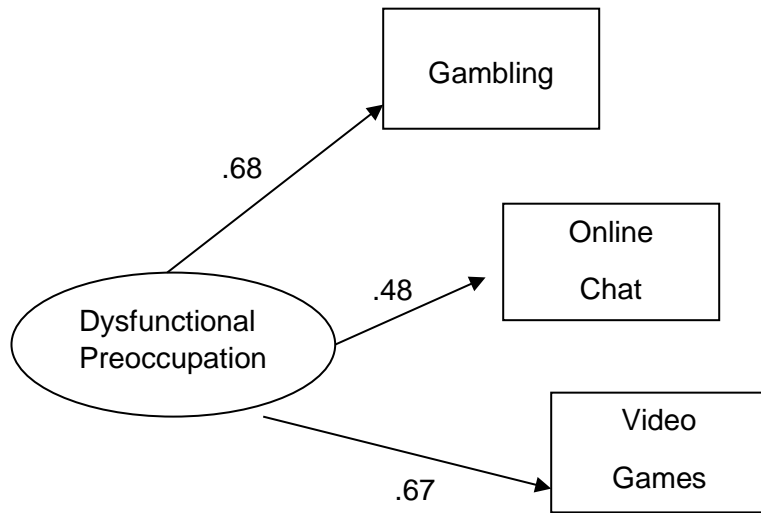 Gambling
.68
Online
Chat
.48
Dysfunctional
Preoccupation
Video
Games
.67